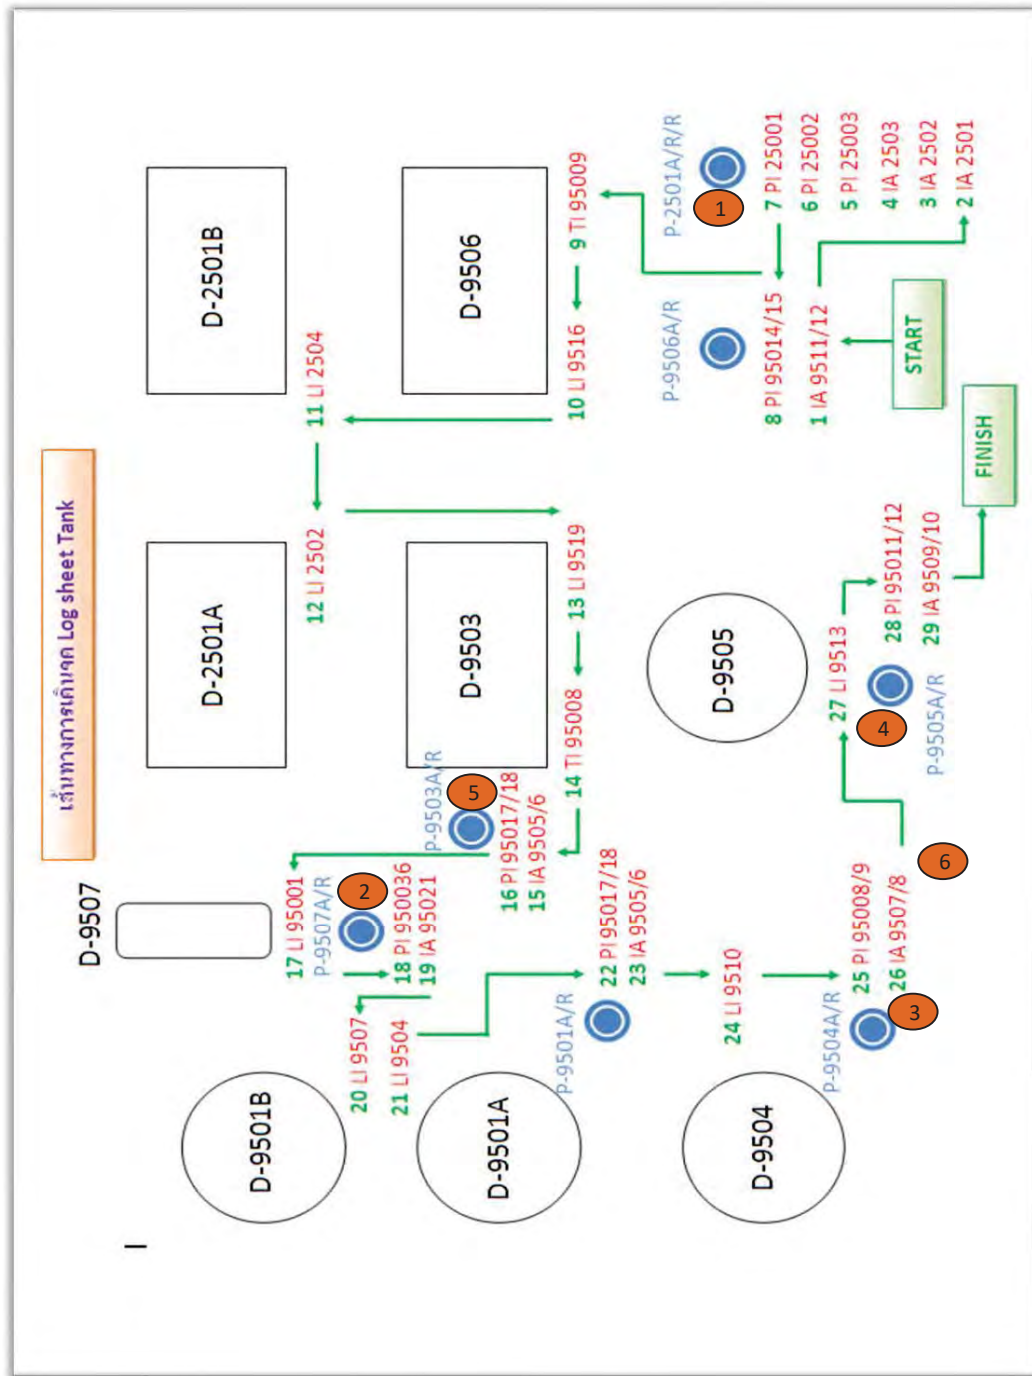 เส้นทางการเดินจด Log sheet Tank
D-9507
D-2501A
D-2501B
17 LI 95001
P-9507A/R
2
18 PI 950036
19 IA 95021
12 LI 2502
11 LI 2504
D-9501B
20 LI 9507
21 LI 9504
D-9501A
P-9503A/R
5
16 PI 95017/18
15 IA 9505/6
D-9503
D-9506
14 TI 95008
13 LI 9519
10 LI 9516
9 TI 95009
P-9501A/R
22 PI 95017/18
23 IA 9505/6
24 LI 9510
D-9504
D-9505
P-9506A/R
P-2501A/R/R
1
8 PI 95014/15
7 PI 25001
6 PI 25002
5 PI 25003
4 IA 2503
3 IA 2502
2 IA 2501
1 IA 9511/12
START
P-9504A/R
3
25 PI 95008/9
26 IA 9507/8
6
27 LI 9513
4
P-9505A/R
28 PI 95011/12
29 IA 9509/10
FINISH